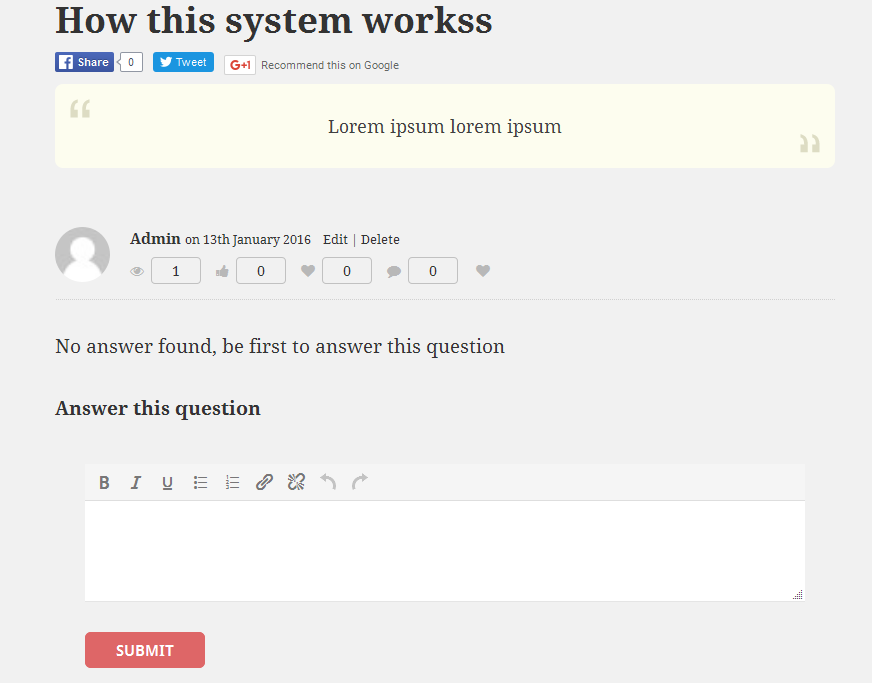 How this system workss
Share 0 Tweet G+1 Recommend this on Google
“
Lorem ipsum lorem ipsum
”
Admin on 13th January 2016 Edit | Delete
1 0 0 0
No answer found, be first to answer this question
Answer this question
B I U
SUBMIT